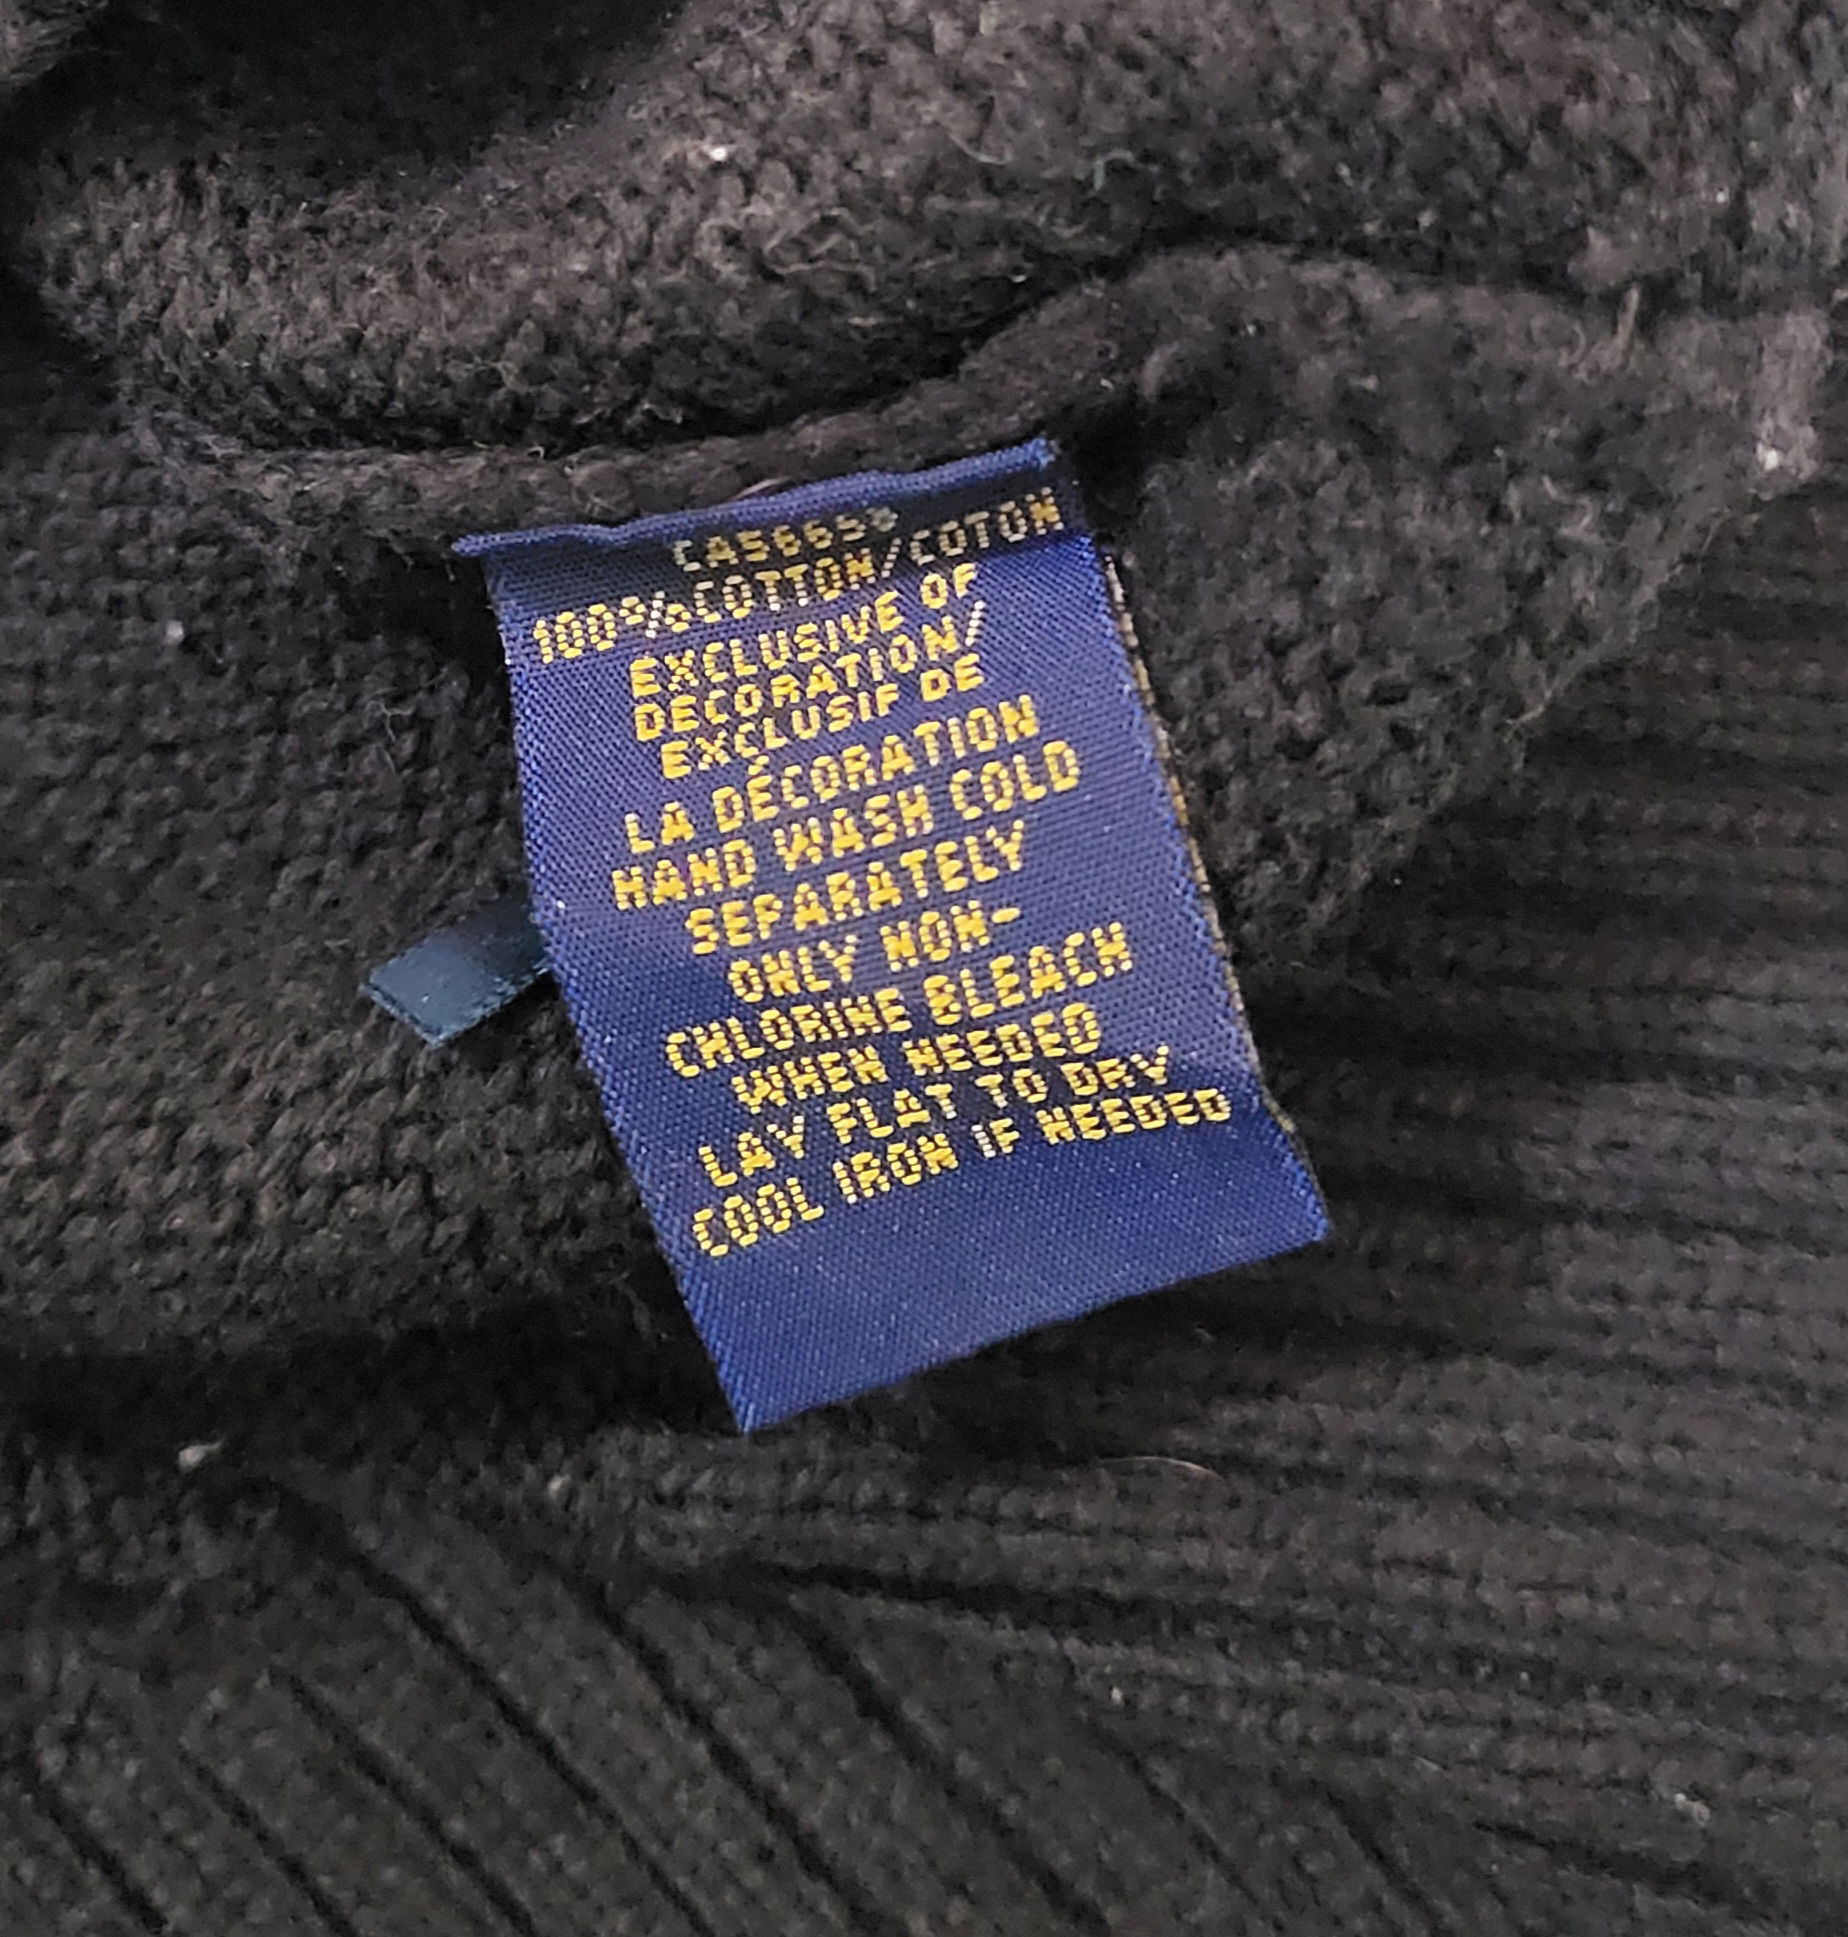 100%COTTON/COTON
EXCLUSIVE OF
DECORATION/
EXCLUSIF DE
LA DÉCORATION
HAND WASH COLD
SEPARATELY
ONLY NON-
CHLORINE BLEACH
WHEN NEEDED
LAY FLAT TO DRY
COOL IRON IF NEEDED